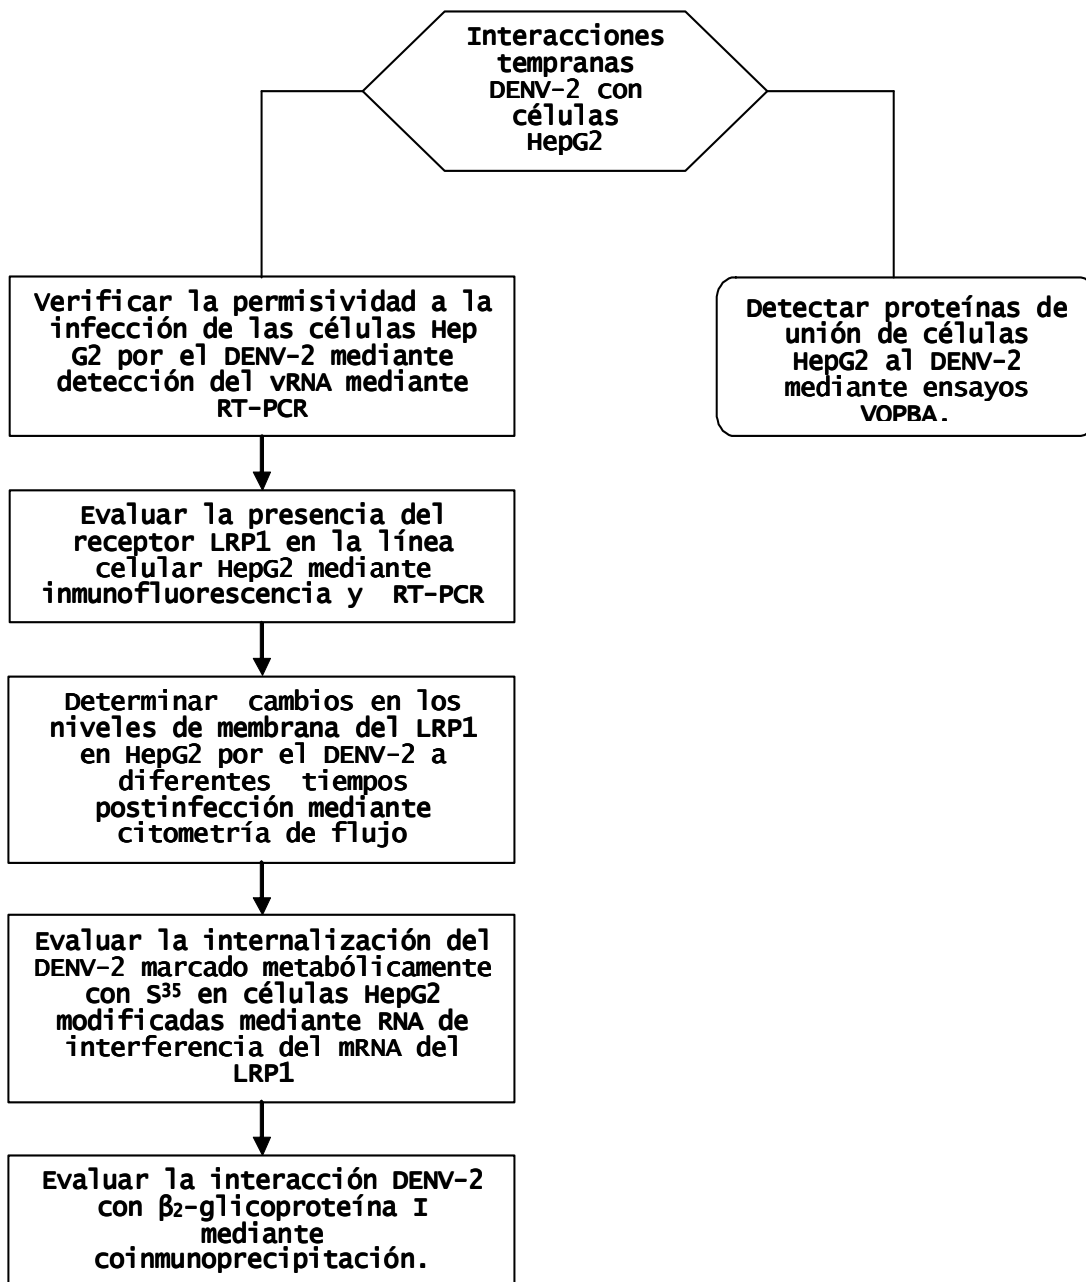 Interacciones
tempranas
DENV-2 con
células
HepG2
Verificar la permisividad a la
infección de las células Hep
G2 por el DENV-2 mediante
detección del vRNA mediante
RT-PCR
Detectar proteínas de
unión de células
HepG2 al DENV-2
mediante ensayos
VOPBA.
Evaluar la presencia del
receptor LRP1 en la línea
celular HepG2 mediante
inmunofluorescencia y  RT-PCR
Determinar  cambios en los
niveles de membrana del LRP1
en HepG2 por el DENV-2 a
diferentes  tiempos
postinfección mediante
citometría de flujo
Evaluar la internalización del
DENV-2 marcado metabólicamente
con S³⁵ en células HepG2
modificadas mediante RNA de
interferencia del mRNA del
LRP1
Evaluar la interacción DENV-2
con β₂-glicoproteína I
mediante
coinmunoprecipitación.